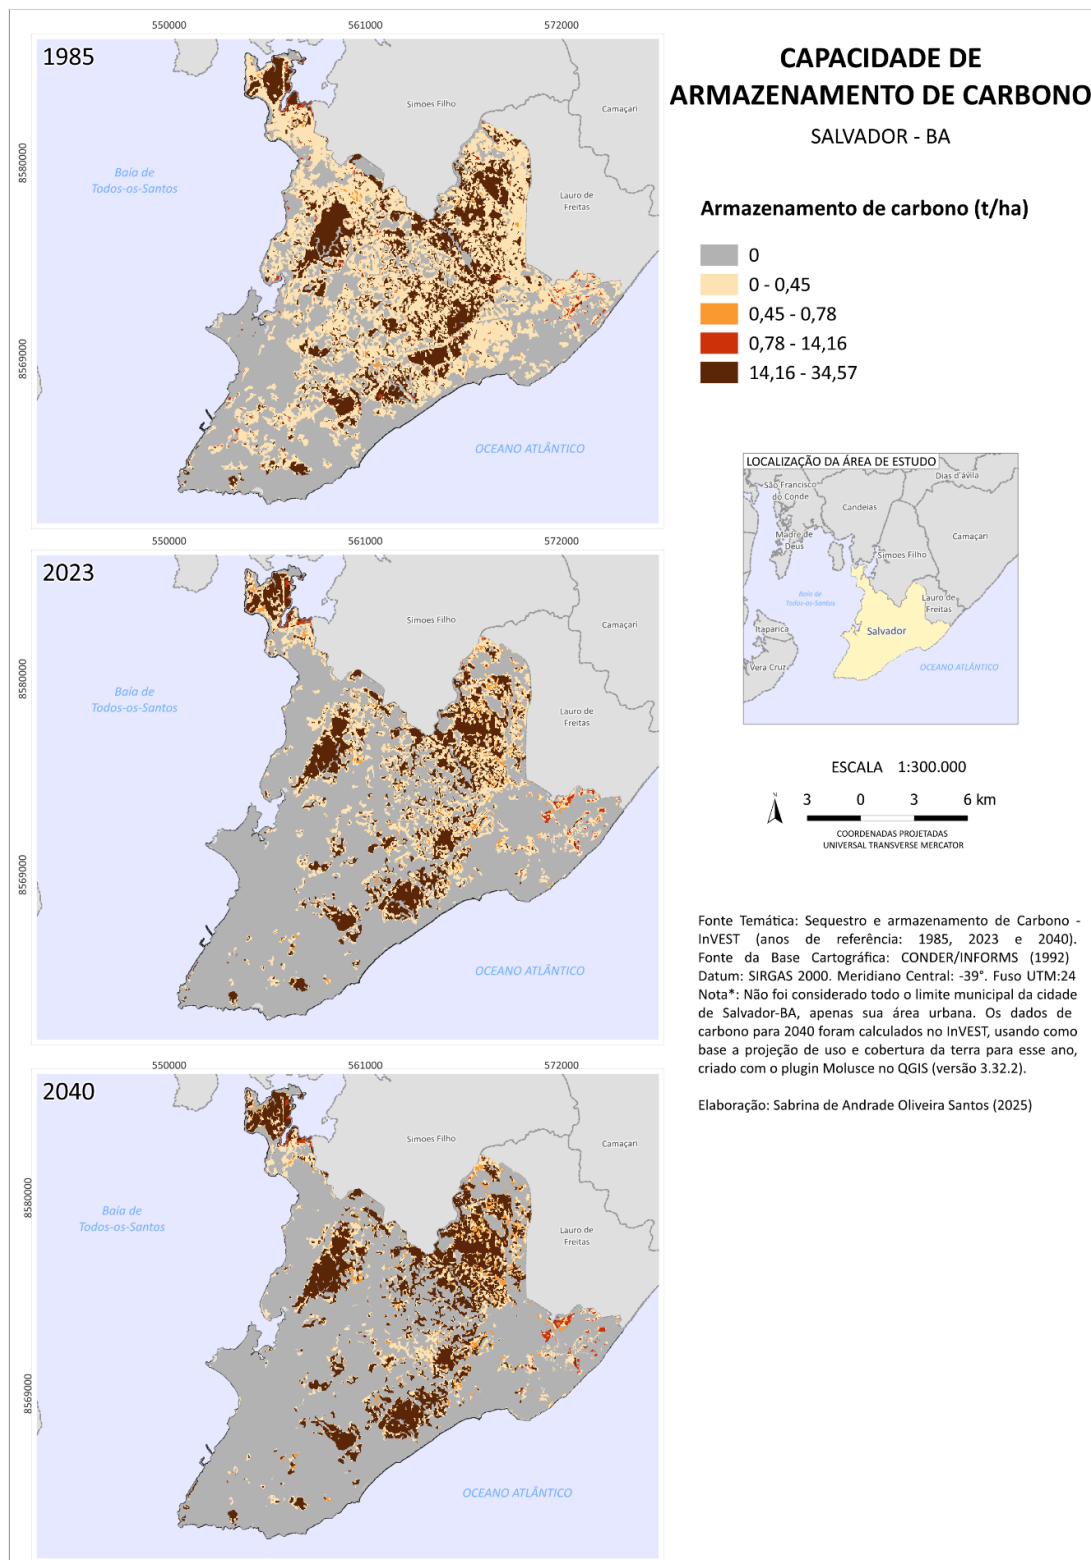 CAPACIDADE DE
ARMAZENAMENTO DE CARBONO
SALVADOR - BA
Armazenamento de carbono (t/ha)
0
0 - 0,45
0,45 - 0,78
0,78 - 14,16
14,16 - 34,57
550000
561000
572000
1985
8580000
8569000
Simoes Filho
Camaçari
Baía de
Todos-os-Santos
Lauro de
Freitas
OCEANO ATLÂNTICO
550000
561000
572000
2023
8580000
8569000
Simoes Filho
Camaçari
Baía de
Todos-os-Santos
Lauro de
Freitas
OCEANO ATLÂNTICO
550000
561000
572000
2040
8580000
8569000
Simoes Filho
Camaçari
Baía de
Todos-os-Santos
Lauro de
Freitas
OCEANO ATLÂNTICO
LOCALIZAÇÃO DA ÁREA DE ESTUDO
São Francisco
do Conde
Dias d'ávila
Candeias
Madre de
Deus
Camaçari
Simoes Filho
Baía de
Todos-os-Santos
Lauro de
Freitas
Itaparica
Salvador
Vera Cruz
OCEANO ATLÂNTICO
ESCALA 1:300.000
N
3 0 3 6 km
COORDENADAS PROJETADAS
UNIVERSAL TRANSVERSE MERCATOR
Fonte Temática: Sequestro e armazenamento de Carbono -
InVEST (anos de referência: 1985, 2023 e 2040).
Fonte da Base Cartográfica: CONDER/INFORMS (1992)
Datum: SIRGAS 2000. Meridiano Central: -39°. Fuso UTM:24
Nota*: Não foi considerado todo o limite municipal da cidade
de Salvador-BA, apenas sua área urbana. Os dados de
carbono para 2040 foram calculados no InVEST, usando como
base a projeção de uso e cobertura da terra para esse ano,
criado com o plugin Molusce no QGIS (versão 3.32.2).
Elaboração: Sabrina de Andrade Oliveira Santos (2025)